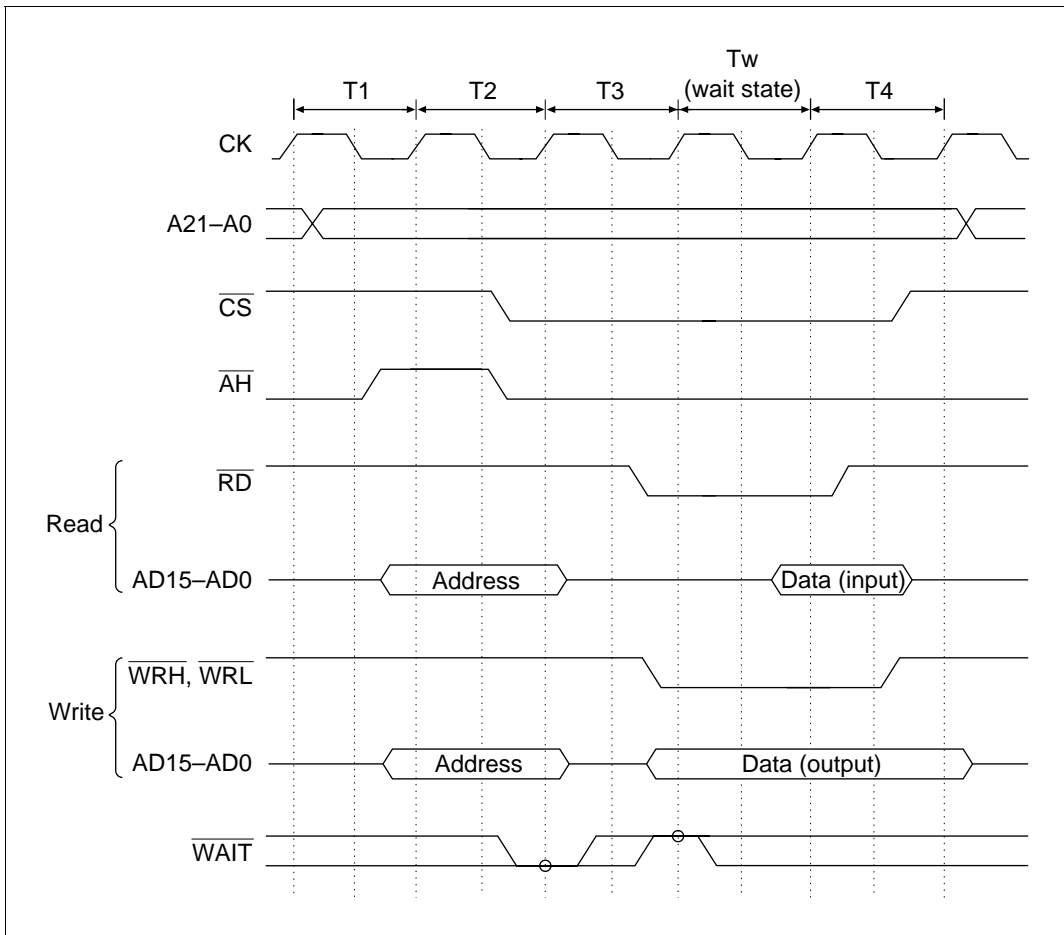 Tw
T1 T2 T3 (wait state) T4
CK
A21–A0
CS
AH
RD
Read
AD15–AD0 Address Data (input)
WRH, WRL
Write
AD15–AD0 Address Data (output)
WAIT